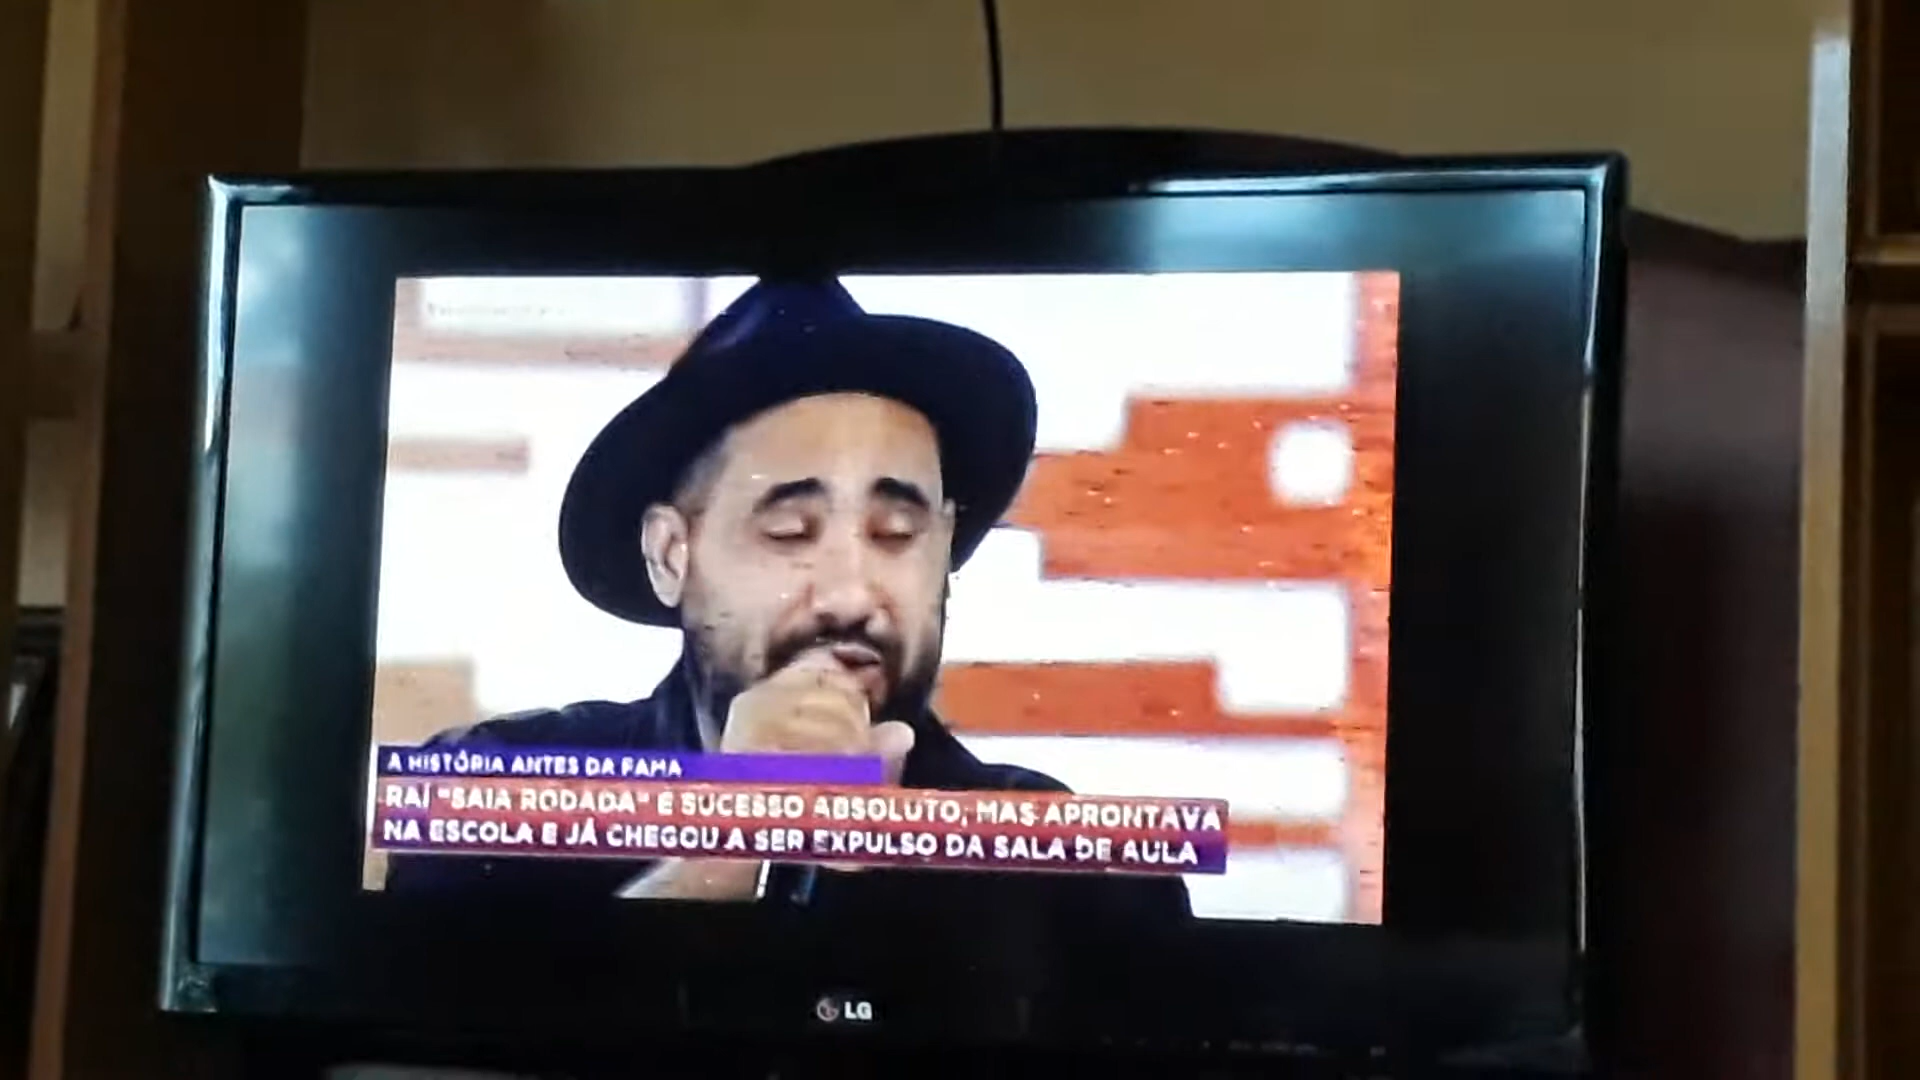 A HISTÓRIA ANTES DA FAMA
RAÍ "SAIA RODADA" É SUCESSO ABSOLUTO, MAS APRONTAVA
NA ESCOLA E JÁ CHEGOU A SER EXPULSO DA SALA DE AULA
LG